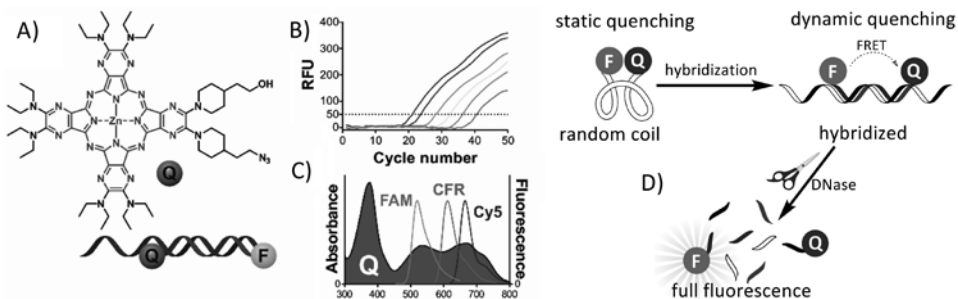 A)
N N
N N N N
N N
N N N OH
N N N N N
N--Zn--N
N N N N N
N N N N3
N N
N N
N N
Q
Q F
B)
RFU
400
300
200
100
50
0
0 10 20 30 40 50
Cycle number
C)
Absorbance
FAM CFR
Cy5
Q
Fluorescence
0
300 400 500 600 700 800
static quenching
F Q
random coil
hybridization
dynamic quenching
FRET
F Q
hybridized
D)
DNase
F
Q
full fluorescence